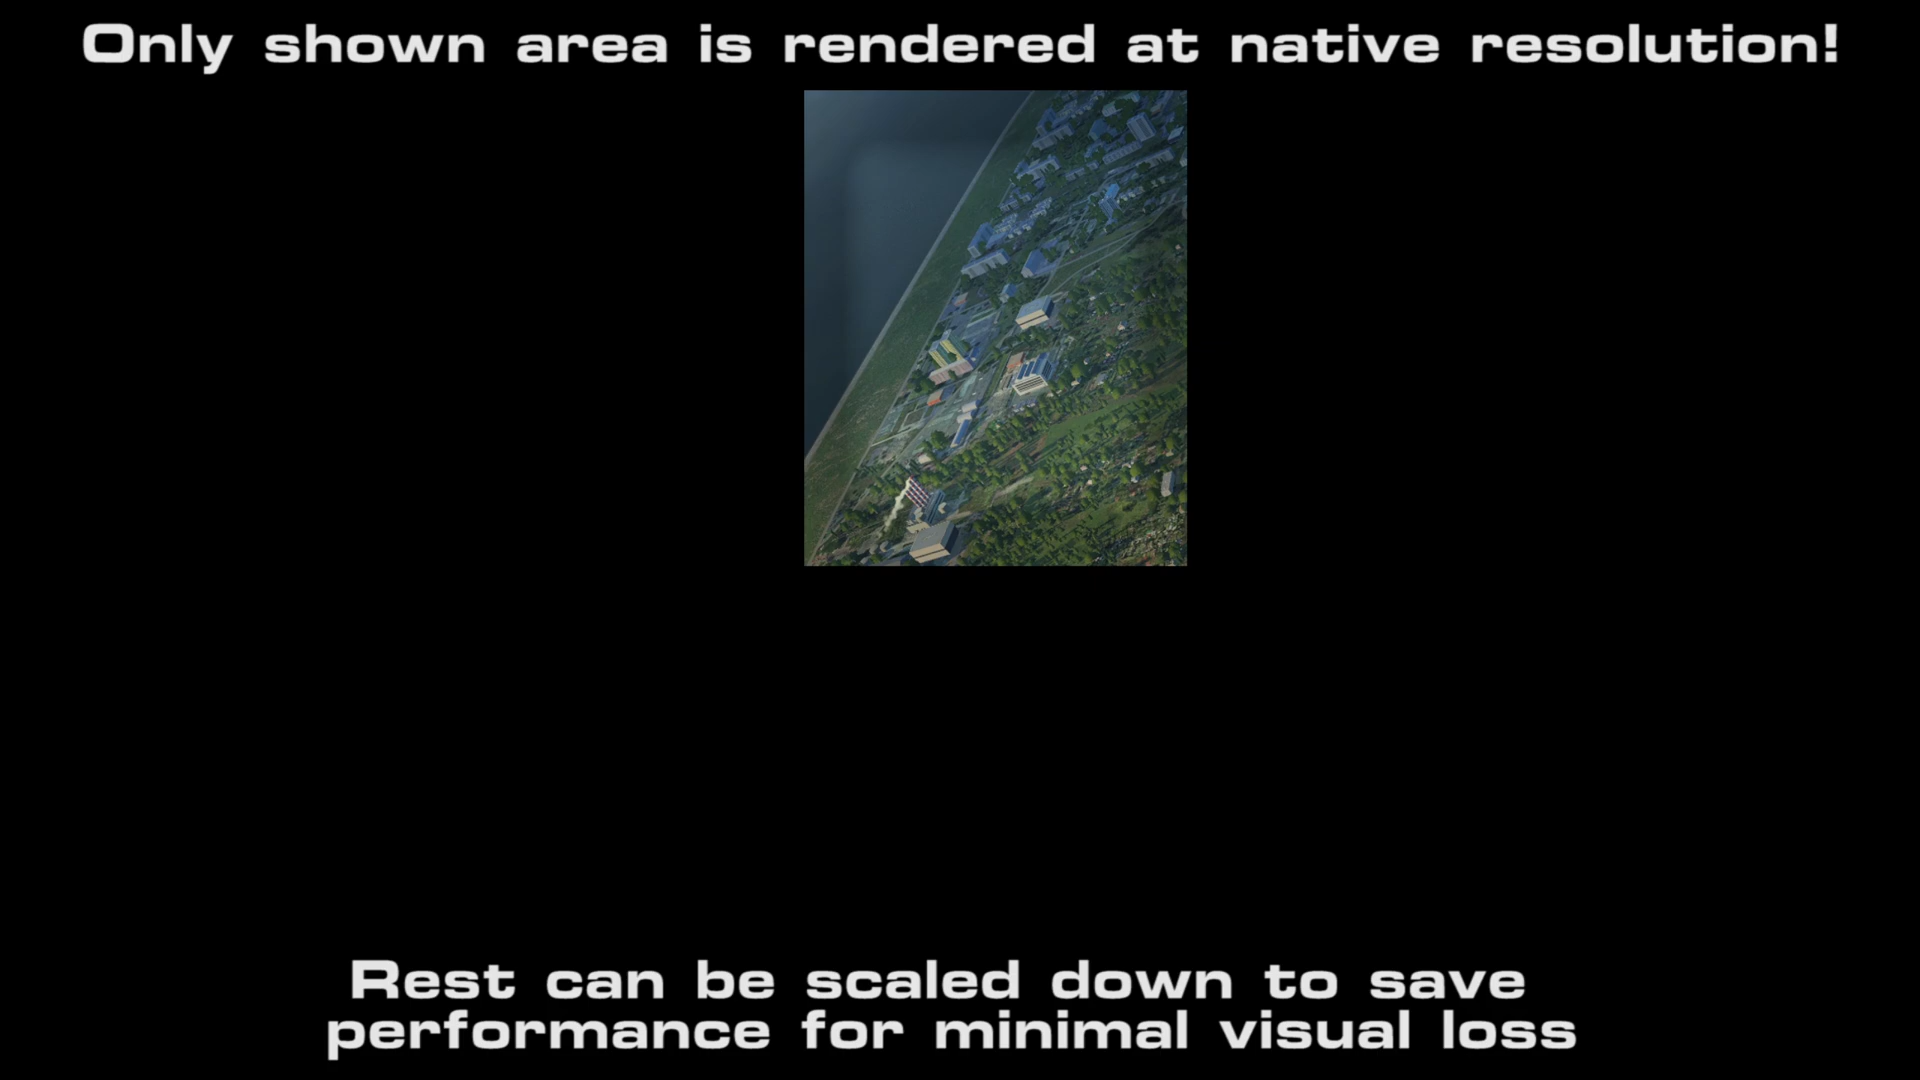 Only shown area is rendered at native resolution!
Rest can be scaled down to save
performance for minimal visual loss